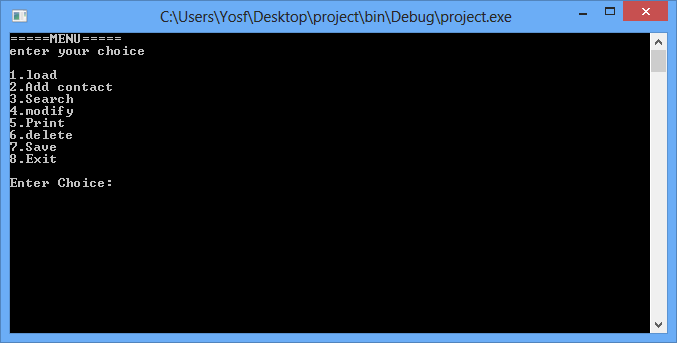 C:\Users\Yosf\Desktop\project\bin\Debug\project.exe
=====MENU=====
enter your choice
1.load
2.Add contact
3.Search
4.modify
5.Print
6.delete
7.Save
8.Exit
Enter Choice: